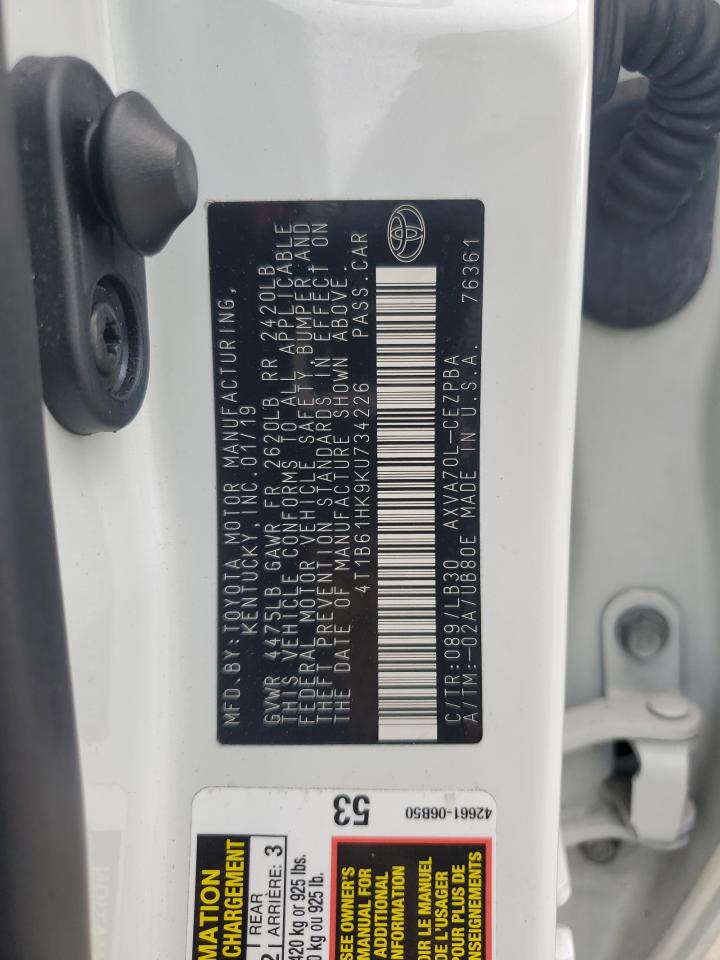 MFD.BY:TOYOTA MOTOR MANUFACTURING,
KENTUCKY,INC.01/19
GVWR 4475LB GAWR FR 2620LB RR 2420LB
THIS VEHICLE CONFORMS TO ALL APPLICABLE
FEDERAL MOTOR VEHICLE SAFETY, BUMPER,AND
THEFT PREVENTION STANDARDS IN EFFECT ON
THE DATE OF MANUFACTURE SHOWN ABOVE.
4T1B61HK9KU734226 PASS.CAR
C/TR:089/LB30 AXVA70L-CEZPBA
A/TM:-02A/UB80E MADE IN U.S.A. 76361
53
42661-06B50
CHARGEMENT
2 REAR
ARRIÈRE: 3
420 kg or 925 lbs.
0 kg ou 925 lb.
SEE OWNER'S
MANUAL FOR
ADDITIONAL
INFORMATION
LE MANUEL
DE L'USAGER
POUR PLUS DE